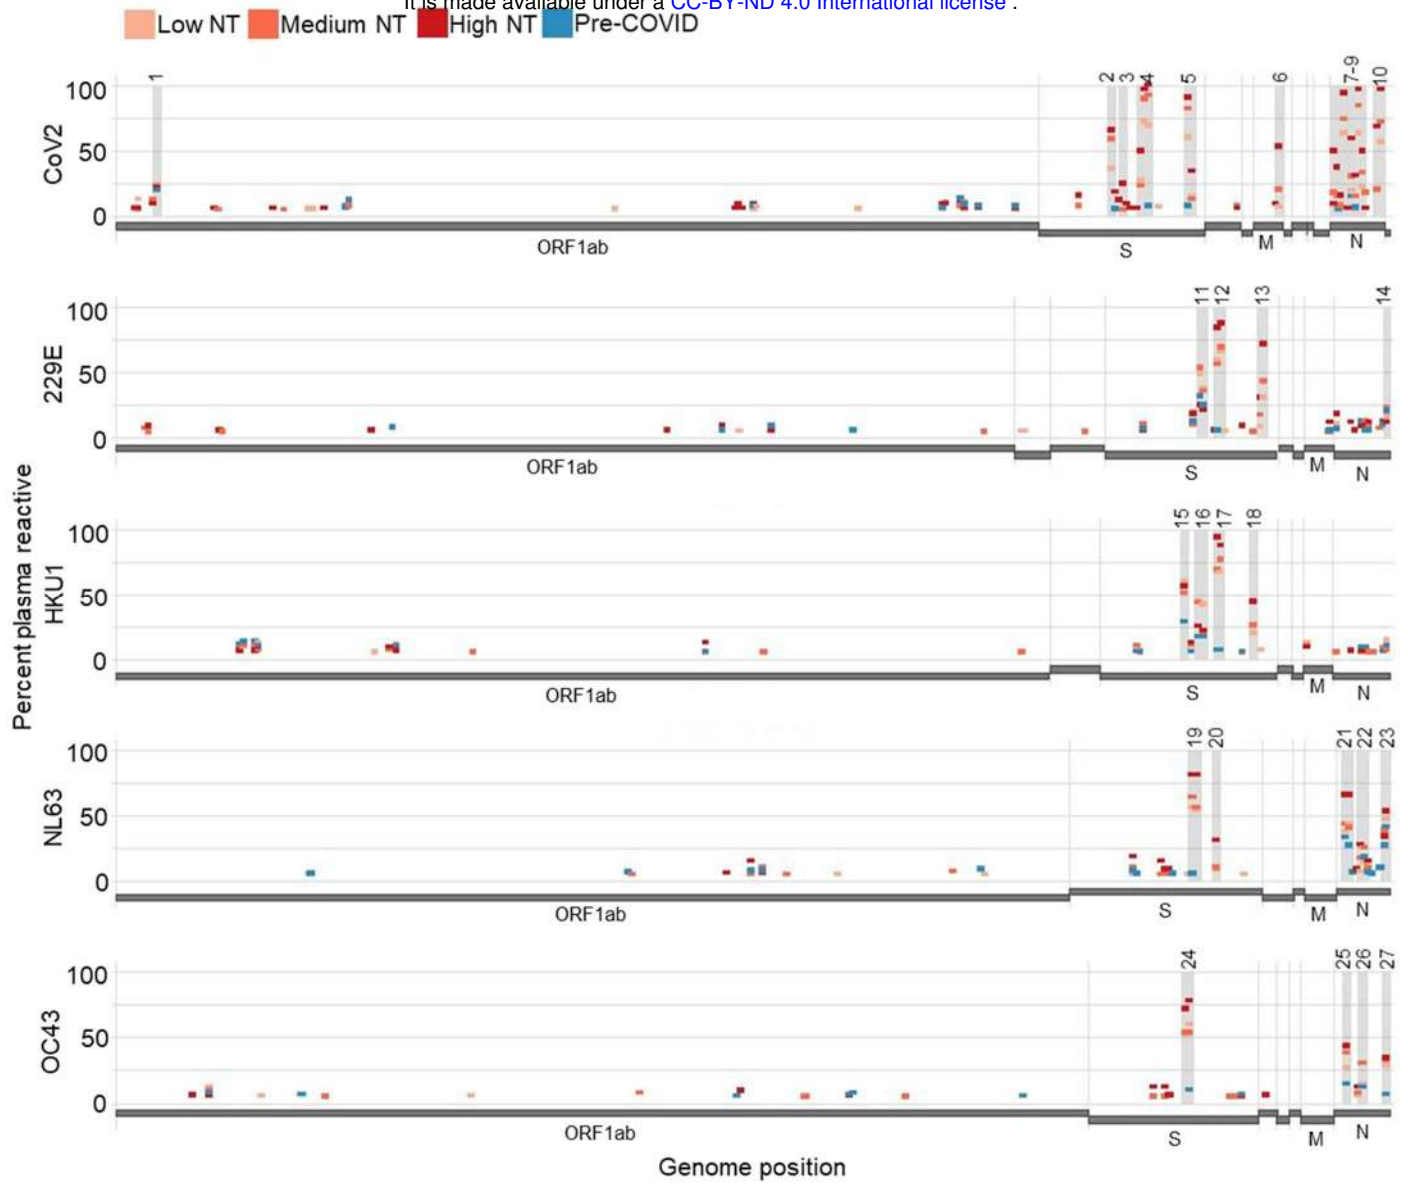 It is made available under a CC-BY-ND 4.0 International license .
Low NT Medium NT High NT Pre-COVID
1 2 3 4 5 6 7-9 10
CoV2
100
50
0
ORF1ab S M N
11 12 13 14
229E
100
50
0
ORF1ab S M N
Percent plasma reactive
15 16 17 18
HKU1
100
50
0
ORF1ab S M N
19 20 21 22 23
NL63
100
50
0
ORF1ab S M N
24 25 26 27
OC43
100
50
0
ORF1ab S M N
Genome position